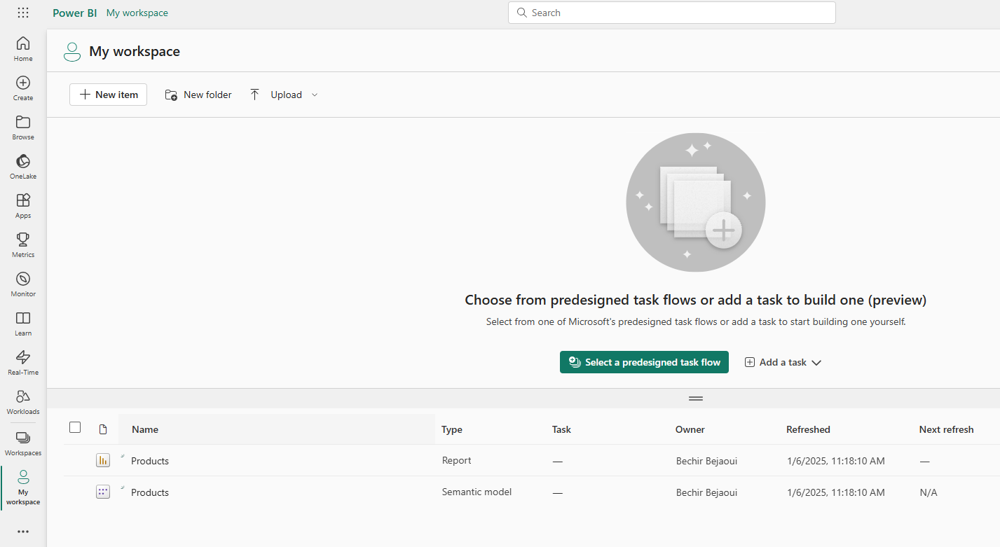 Power BI My workspace Search
Home
Create
Browse
OneLake
Apps
Metrics
Monitor
Learn
Real-Time
Workloads
Workspaces
My
workspace
My workspace
New item New folder Upload
Choose from predesigned task flows or add a task to build one (preview)
Select from one of Microsoft's predesigned task flows or add a task to start building one yourself.
Select a predesigned task flow Add a task
Name Type Task Owner Refreshed Next refresh
Products Report — Bechir Bejaoui 1/6/2025, 11:18:10 AM —
Products Semantic model — Bechir Bejaoui 1/6/2025, 11:18:10 AM N/A